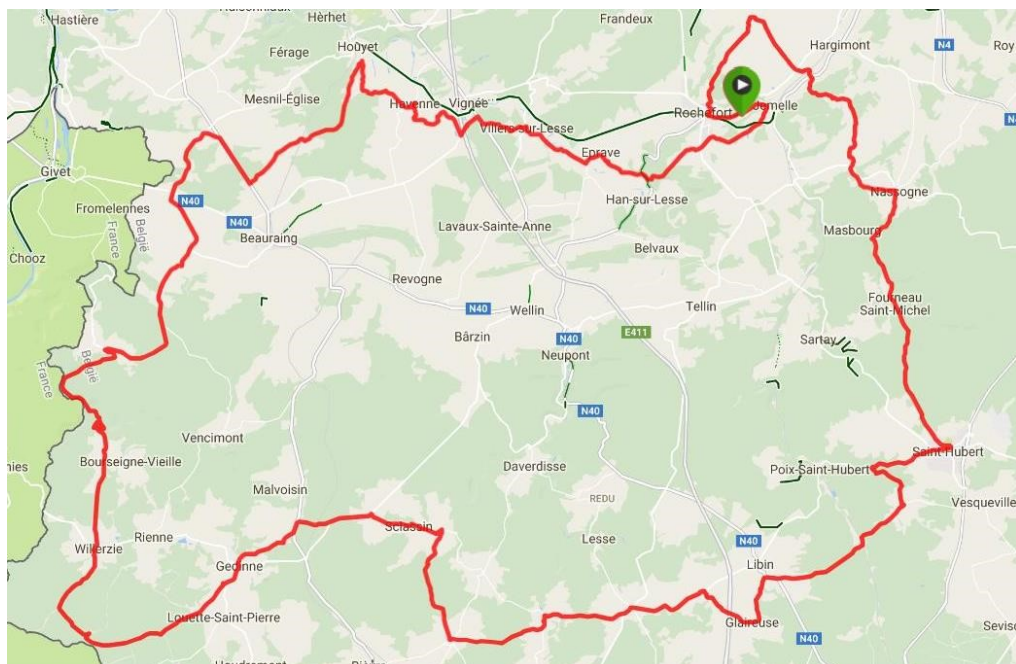 Hastière
Hèrhet
Frandeux
Férage
Houyet
Hargimont
N4
Roy
Mesnil-Église
Havenne
Vignée
Rochefort
Jemelle
Villers-sur-Lesse
Eprave
Givet
Fromelennes
N40
Han-sur-Lesse
Nassogne
France
België
N40
Beauraing
Lavaux-Sainte-Anne
Masbourg
Chooz
Belvaux
Revogne
Fourneau
Saint-Michel
N40
Wellin
Tellin
Bârzin
N40
E411
Sartay
België
France
Neupont
N40
Vencimont
Saint-Hubert
Bourseigne-Vieille
Daverdisse
Poix-Saint-Hubert
Malvoisin
REDU
Vesqueville
Sclassin
Rienne
Lesse
N40
Willerzie
Gedinne
Libin
Louette-Saint-Pierre
Glaireuse
N40